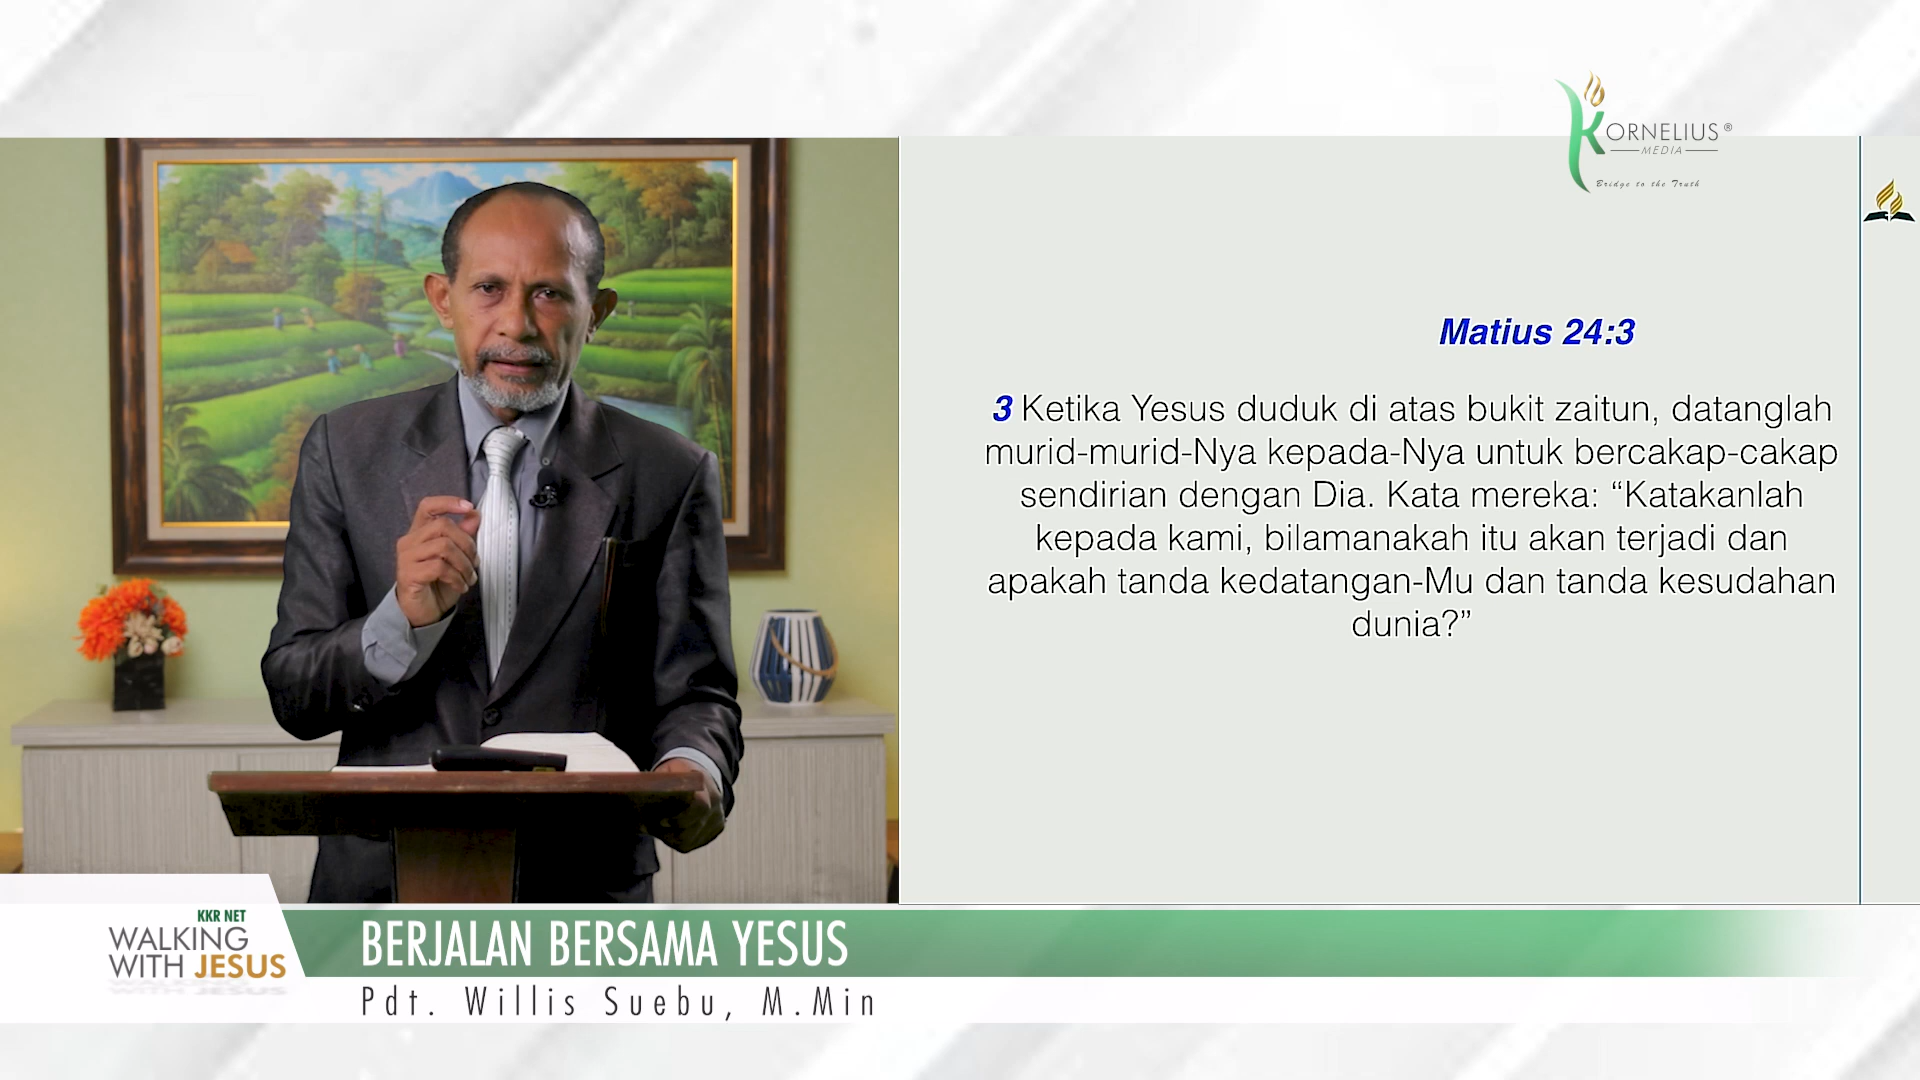 KORNELIUS®
MEDIA
Bridge to the Truth
Matius 24:3
3 Ketika Yesus duduk di atas bukit zaitun, datanglah
murid-murid-Nya kepada-Nya untuk bercakap-cakap
sendirian dengan Dia. Kata mereka: “Katakanlah
kepada kami, bilamanakah itu akan terjadi dan
apakah tanda kedatangan-Mu dan tanda kesudahan
dunia?”
KKR NET
WALKING
WITH JESUS
BERJALAN BERSAMA YESUS
Pdt. Willis Suebu, M.Min